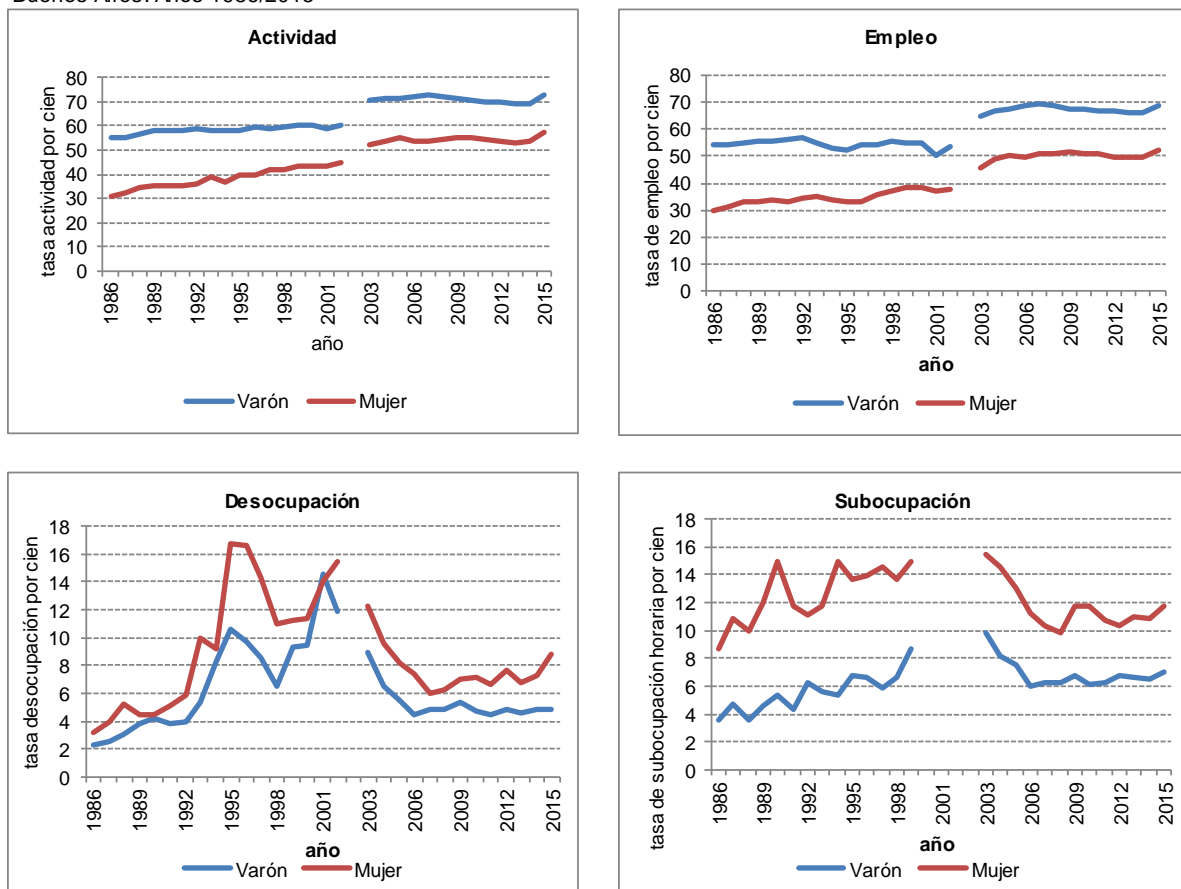 Buenos Aires. Años 1986/2015
Actividad
tasa actividad por cien
80
70
60
50
40
30
20
10
0
1986 1989 1992 1995 1998 2001 2003 2006 2009 2012 2015
año
Varón Mujer
Empleo
tasa de empleo por cien
80
70
60
50
40
30
20
10
0
1986 1989 1992 1995 1998 2001 2003 2006 2009 2012 2015
año
Varón Mujer
Desocupación
tasa desocupación por cien
18
16
14
12
10
8
6
4
2
0
1986 1989 1992 1995 1998 2001 2003 2006 2009 2012 2015
año
Varón Mujer
Subocupación
tasa de subocupación horaria por cien
18
16
14
12
10
8
6
4
2
0
1986 1989 1992 1995 1998 2001 2003 2006 2009 2012 2015
año
Varón Mujer